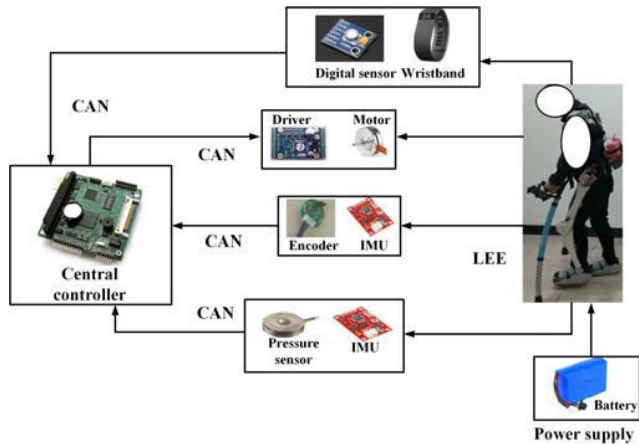 Digital sensor Wristband
CAN
Driver Motor
CAN
Encoder IMU
CAN
LEE
Central
controller
CAN
Pressure IMU
sensor
Battery
Power supply